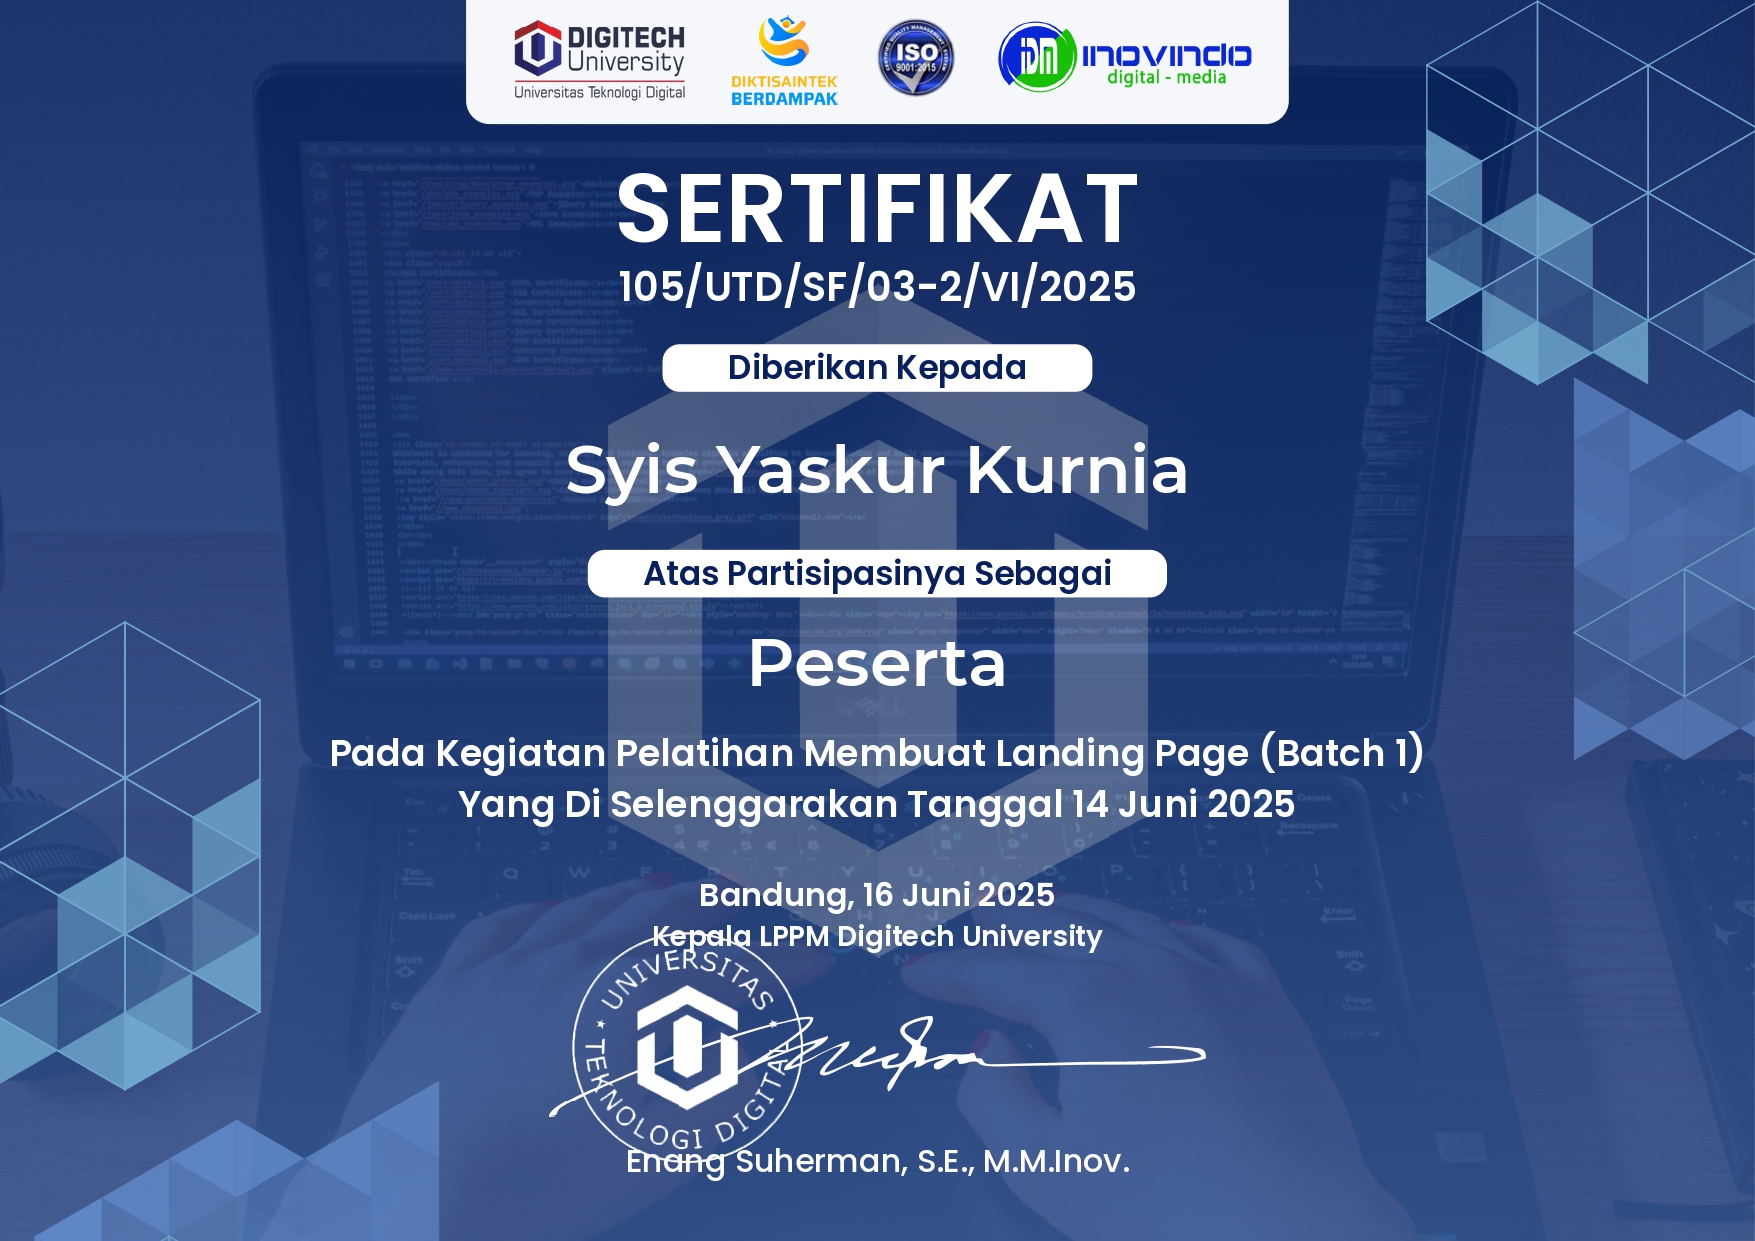 DIGITECH
University
Universitas Teknologi Digital
DIKTISAINTEK
BERDAMPAK
ISO
9001:2015
IDM
INOVINDO
digital - media
SERTIFIKAT
105/UTD/SF/03-2/VI/2025
Diberikan Kepada
Syis Yaskur Kurnia
Atas Partisipasinya Sebagai
Peserta
Pada Kegiatan Pelatihan Membuat Landing Page (Batch 1)
Yang Di Selenggarakan Tanggal 14 Juni 2025
Bandung, 16 Juni 2025
Kepala LPPM Digitech University
UNIVERSITAS
TEKNOLOGI DIGITAL
Enang Suherman, S.E., M.M.Inov.